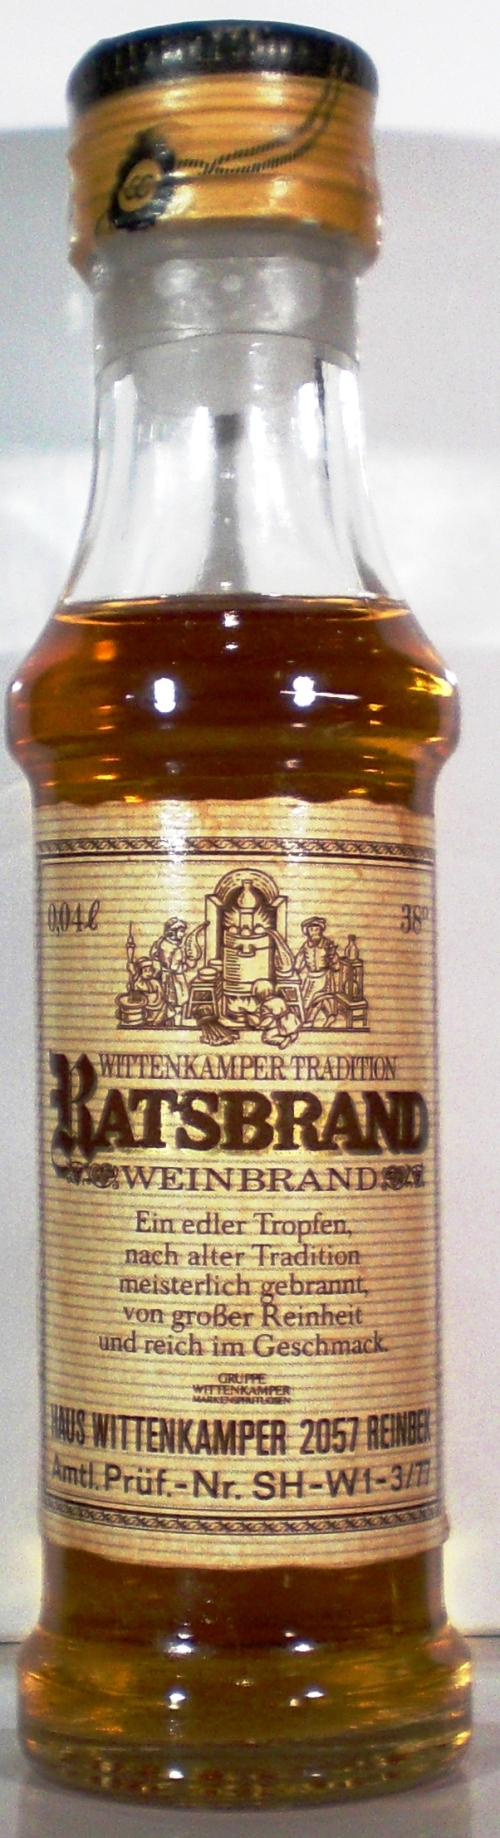 0,04ℓ 38°
WITTENKAMPER TRADITION
RATSBRAND
WEINBRAND
Ein edler Tropfen,
nach alter Tradition
meisterlich gebrannt,
von großer Reinheit
und reich im Geschmack.
GRUPPE
WITTENKAMPER
MARKENSPIRITUOSEN
HAUS WITTENKAMPER 2057 REINBEK
Amtl. Prüf.-Nr. SH-W1-3/77